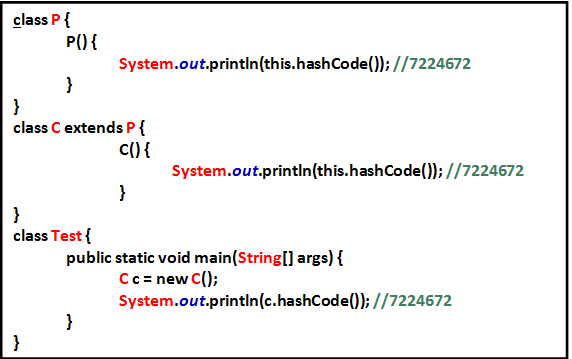 class P {
P() {
System.out.println(this.hashCode()); //7224672
}
}
class C extends P {
C() {
System.out.println(this.hashCode()); //7224672
}
}
class Test {
public static void main(String[] args) {
C c = new C();
System.out.println(c.hashCode()); //7224672
}
}